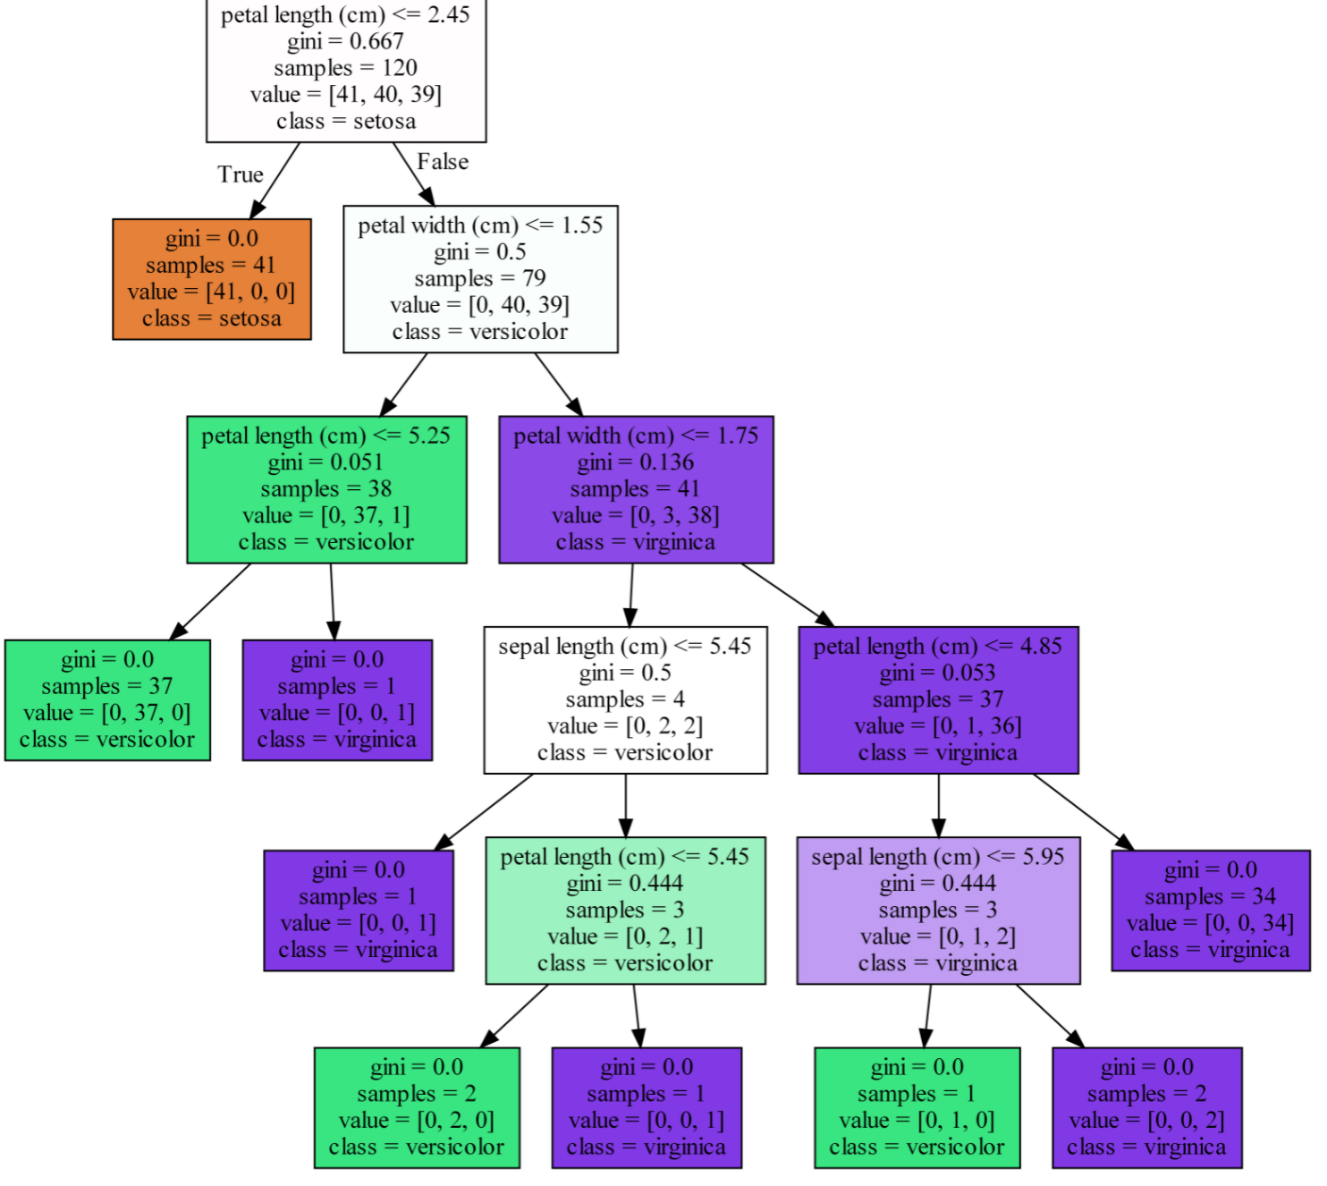 petal length (cm) <= 2.45
gini = 0.667
samples = 120
value = [41, 40, 39]
class = setosa
True
False
gini = 0.0
samples = 41
value = [41, 0, 0]
class = setosa
petal width (cm) <= 1.55
gini = 0.5
samples = 79
value = [0, 40, 39]
class = versicolor
petal length (cm) <= 5.25
gini = 0.051
samples = 38
value = [0, 37, 1]
class = versicolor
petal width (cm) <= 1.75
gini = 0.136
samples = 41
value = [0, 3, 38]
class = virginica
gini = 0.0
samples = 37
value = [0, 37, 0]
class = versicolor
gini = 0.0
samples = 1
value = [0, 0, 1]
class = virginica
sepal length (cm) <= 5.45
gini = 0.5
samples = 4
value = [0, 2, 2]
class = versicolor
petal length (cm) <= 4.85
gini = 0.053
samples = 37
value = [0, 1, 36]
class = virginica
gini = 0.0
samples = 1
value = [0, 0, 1]
class = virginica
petal length (cm) <= 5.45
gini = 0.444
samples = 3
value = [0, 2, 1]
class = versicolor
sepal length (cm) <= 5.95
gini = 0.444
samples = 3
value = [0, 1, 2]
class = virginica
gini = 0.0
samples = 34
value = [0, 0, 34]
class = virginica
gini = 0.0
samples = 2
value = [0, 2, 0]
class = versicolor
gini = 0.0
samples = 1
value = [0, 0, 1]
class = virginica
gini = 0.0
samples = 1
value = [0, 1, 0]
class = versicolor
gini = 0.0
samples = 2
value = [0, 0, 2]
class = virginica